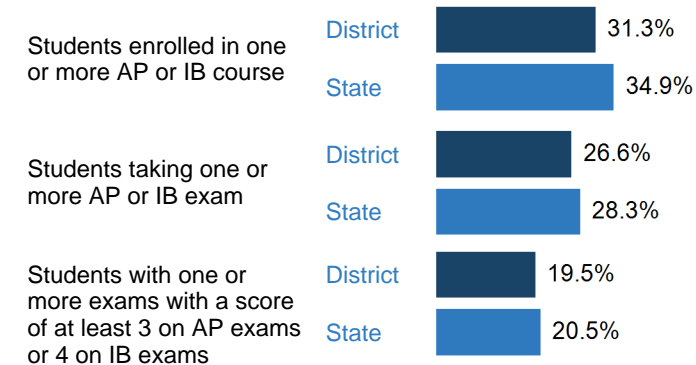 Students enrolled in one
or more AP or IB course
District
31.3%
State
34.9%
Students taking one or
more AP or IB exam
District
26.6%
State
28.3%
Students with one or
more exams with a score
of at least 3 on AP exams
or 4 on IB exams
District
19.5%
State
20.5%